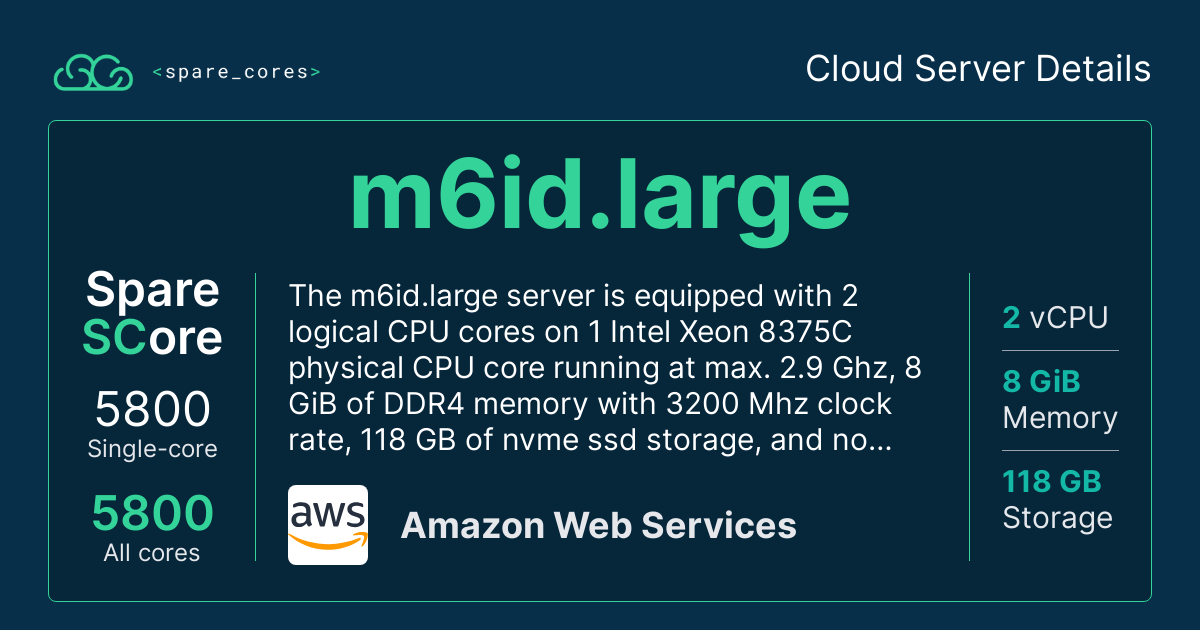 <spare_cores>
Cloud Server Details
m6id.large
Spare
SCore
5800
Single-core
5800
All cores
The m6id.large server is equipped with 2
logical CPU cores on 1 Intel Xeon 8375C
physical CPU core running at max. 2.9 Ghz, 8
GiB of DDR4 memory with 3200 Mhz clock
rate, 118 GB of nvme ssd storage, and no...
aws
Amazon Web Services
2 vCPU
8 GiB
Memory
118 GB
Storage